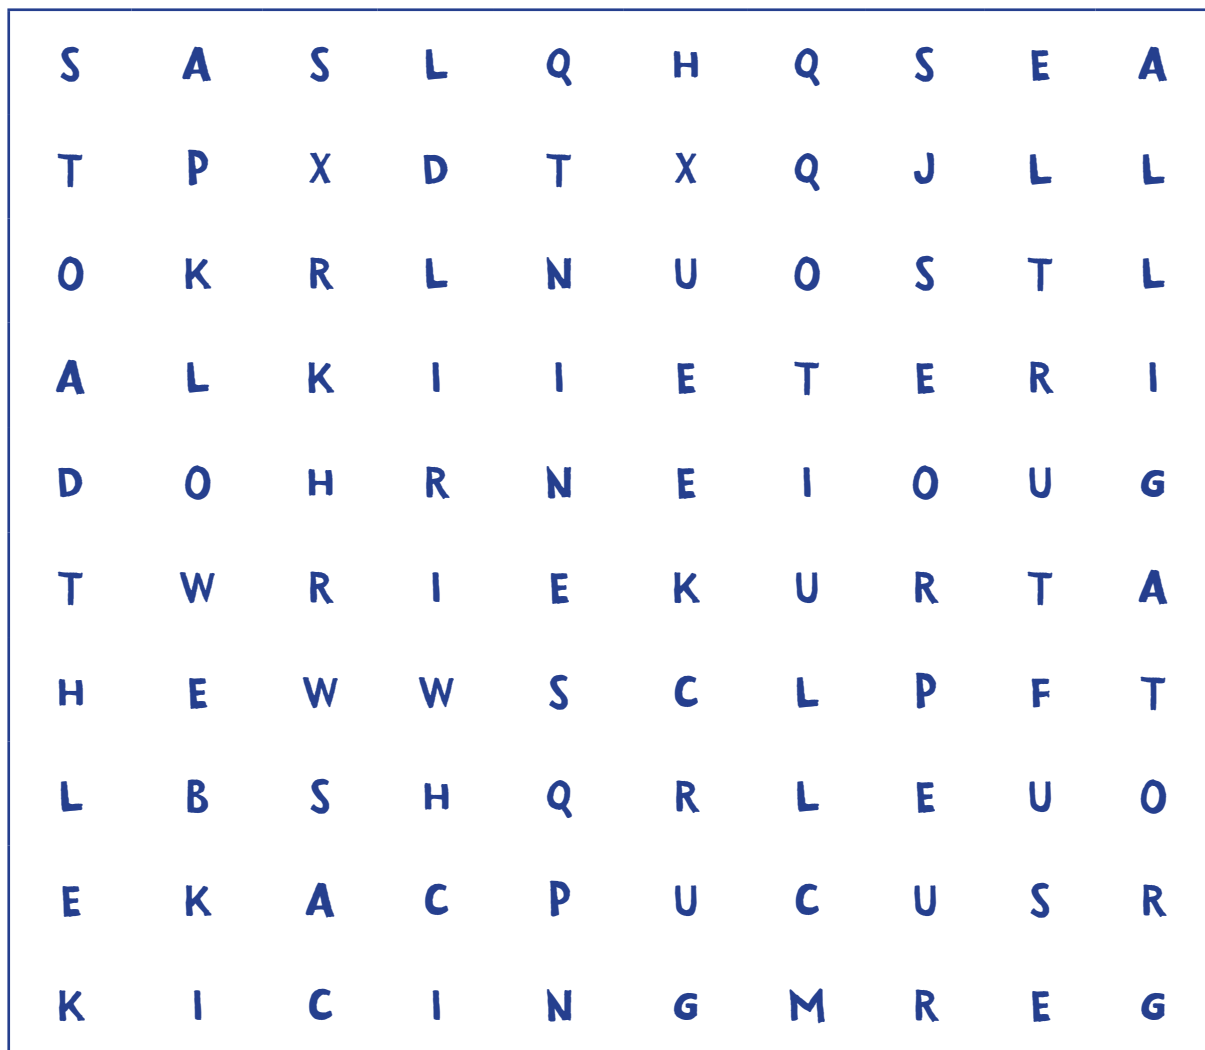 S A S L Q H Q S E A
T P X D T X Q J L L
O K R L N U O S T L
A L K I I E T E R I
D O H R N E I O U G
T W R I E K U R T A
H E W W S C L P F T
L B S H Q R L E U O
E K A C P U C U S R
K I C I N G M R E G